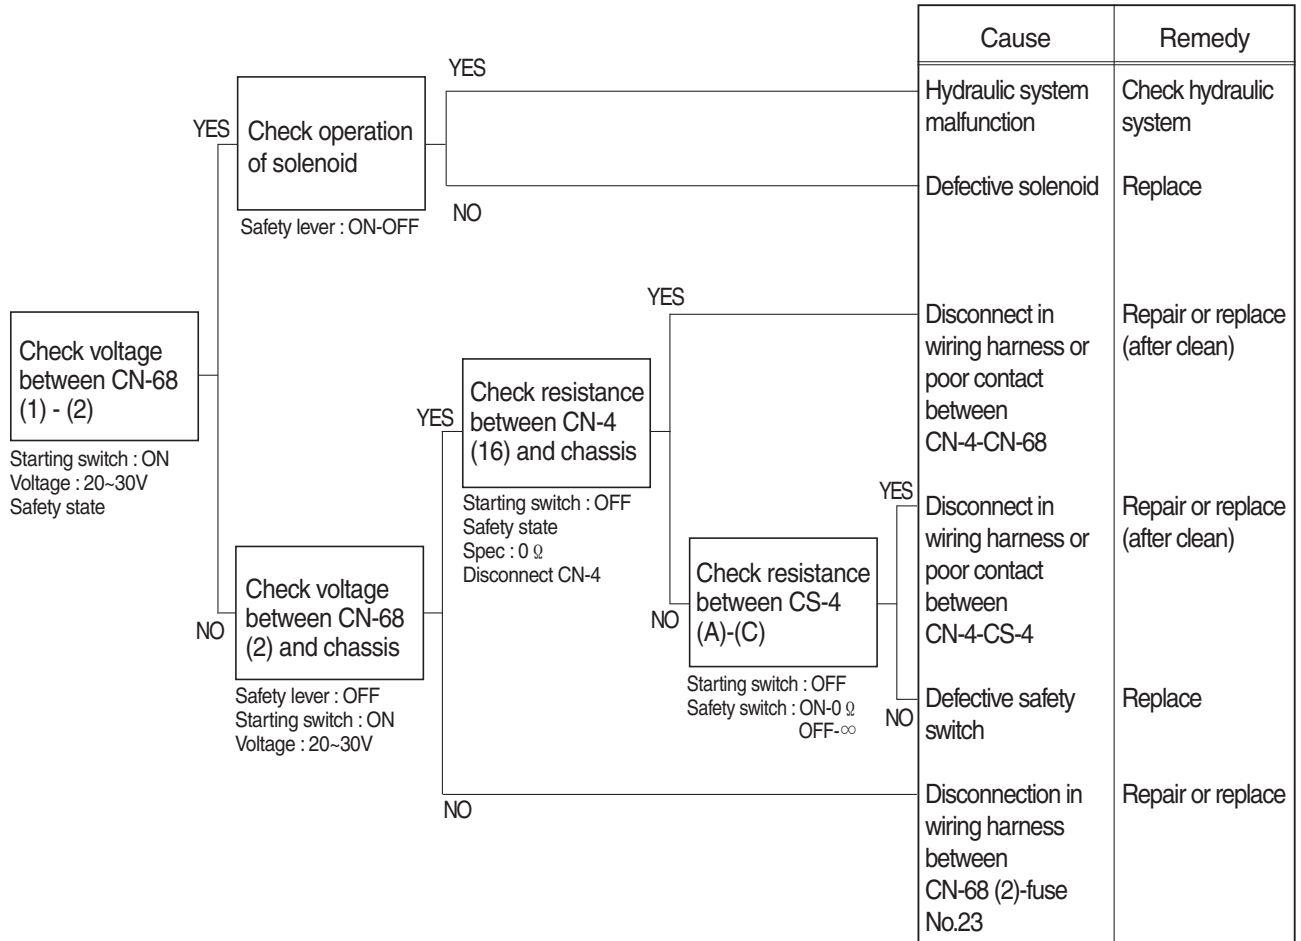 Cause
Remedy
YES
Hydraulic system
malfunction
Check hydraulic
system
YES
Check operation
of solenoid
Defective solenoid
Replace
NO
Safety lever : ON-OFF
YES
Disconnect in
wiring harness or
poor contact
between
CN-4-CN-68
Repair or replace
(after clean)
Check voltage
between CN-68
(1) - (2)
Starting switch : ON
Voltage : 20~30V
Safety state
YES
Check resistance
between CN-4
(16) and chassis
Starting switch : OFF
Safety state
Spec : 0 Ω
Disconnect CN-4
YES
Disconnect in
wiring harness or
poor contact
between
CN-4-CS-4
Repair or replace
(after clean)
NO
Check resistance
between CS-4
(A)-(C)
Starting switch : OFF
Safety switch : ON-0 Ω
OFF-∞
NO
Defective safety
switch
Replace
NO
Check voltage
between CN-68
(2) and chassis
Safety lever : OFF
Starting switch : ON
Voltage : 20~30V
NO
Disconnection in
wiring harness
between
CN-68 (2)-fuse
No.23
Repair or replace